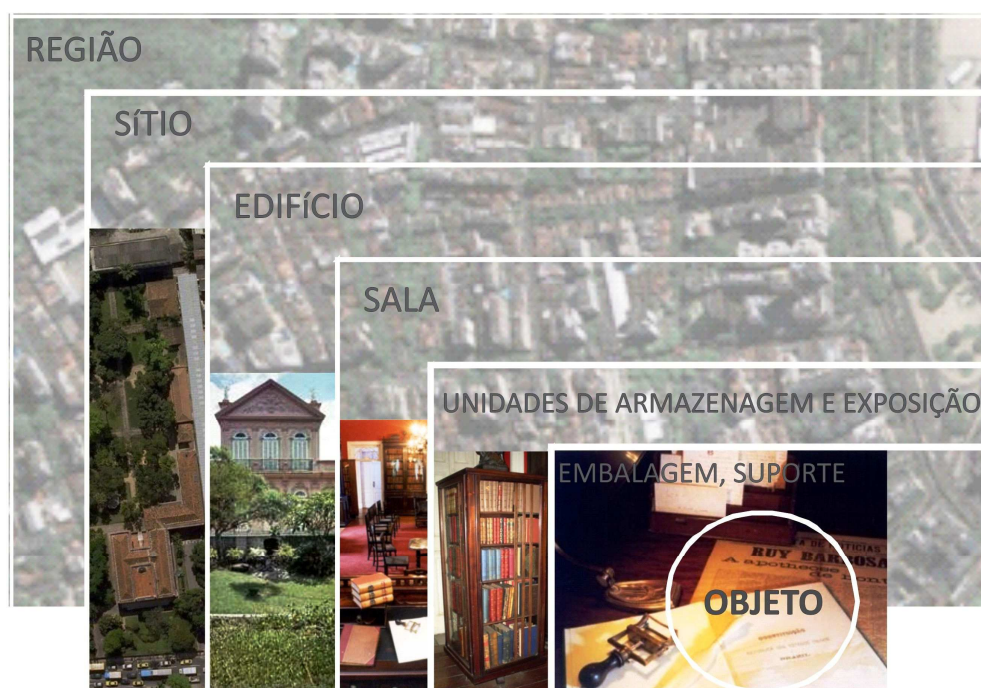 REGIÃO
SíTIO
EDIFíCIO
SALA
UNIDADES DE ARMAZENAGEM E EXPOSIÇÃO
EMBALAGEM, SUPORTE
RUY BARBOSA
A apotheose
OBJETO